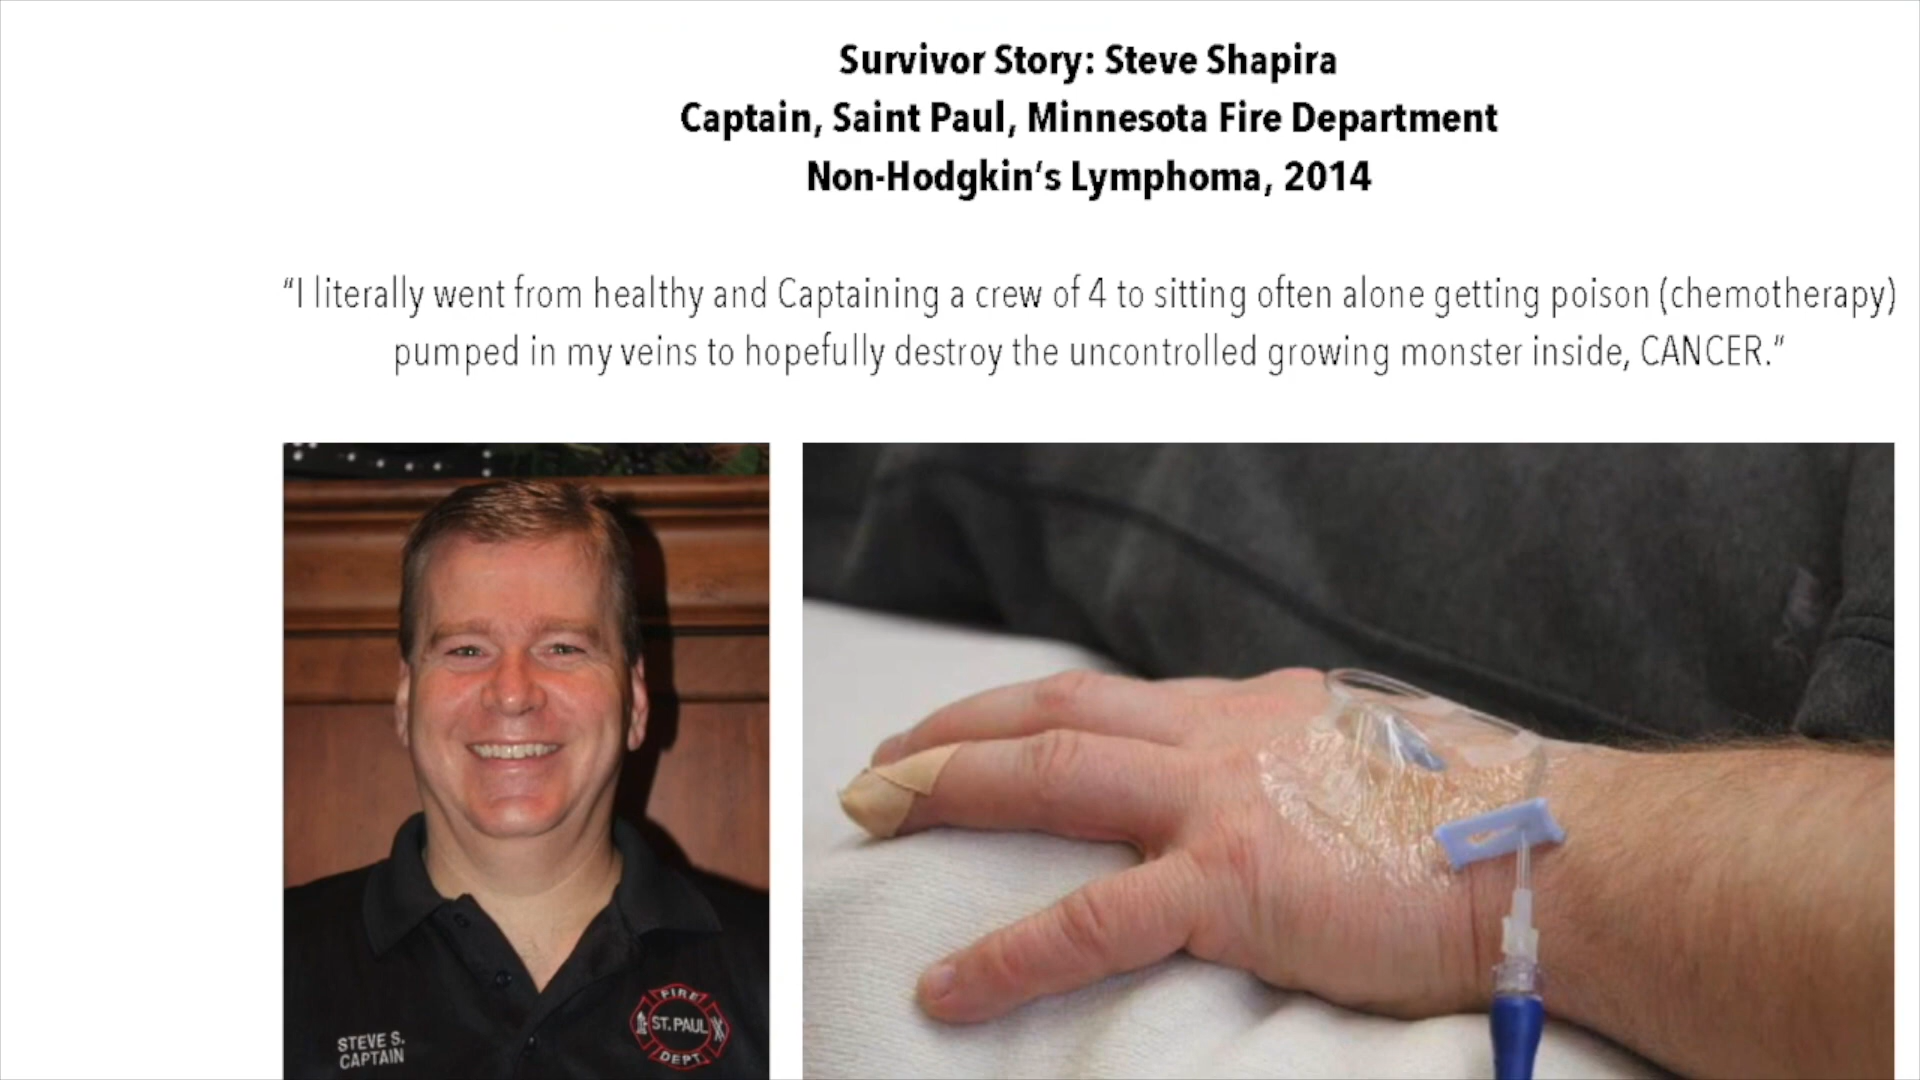 Survivor Story: Steve Shapira
Captain, Saint Paul, Minnesota Fire Department
Non-Hodgkin’s Lymphoma, 2014
“I literally went from healthy and Captaining a crew of 4 to sitting often alone getting poison (chemotherapy)
pumped in my veins to hopefully destroy the uncontrolled growing monster inside, CANCER.”
STEVE S.
CAPTAIN
FIRE
ST. PAUL
DEPT